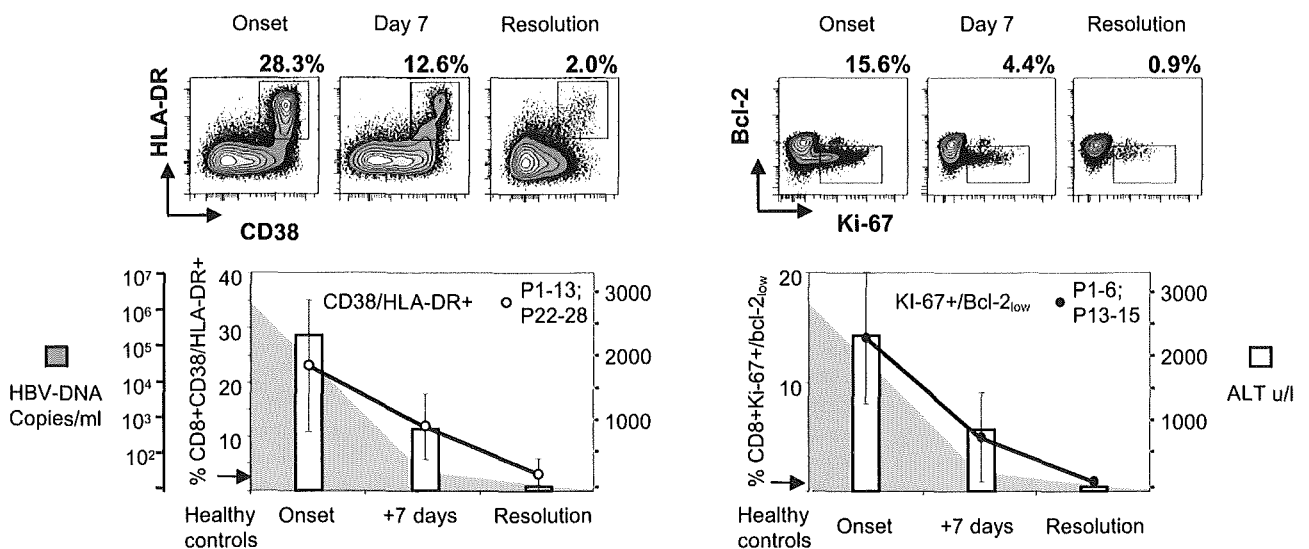 Onset Day 7 Resolution
28.3% 12.6% 2.0%
HLA-DR
CD38
Onset Day 7 Resolution
15.6% 4.4% 0.9%
Bcl-2
Ki-67
HBV-DNA
Copies/ml
10⁷
10⁶
10⁵
10⁴
10³
10²
% CD8+CD38/HLA-DR+
40
30
20
10
CD38/HLA-DR+
P1-13;
P22-28
3000
2000
1000
Healthy
controls
Onset +7 days Resolution
% CD8+Ki-67+/bcl-2low
20
10
KI-67+/Bcl-2low
P1-6;
P13-15
3000
2000
1000
Healthy
controls
Onset +7 days Resolution
ALT u/l